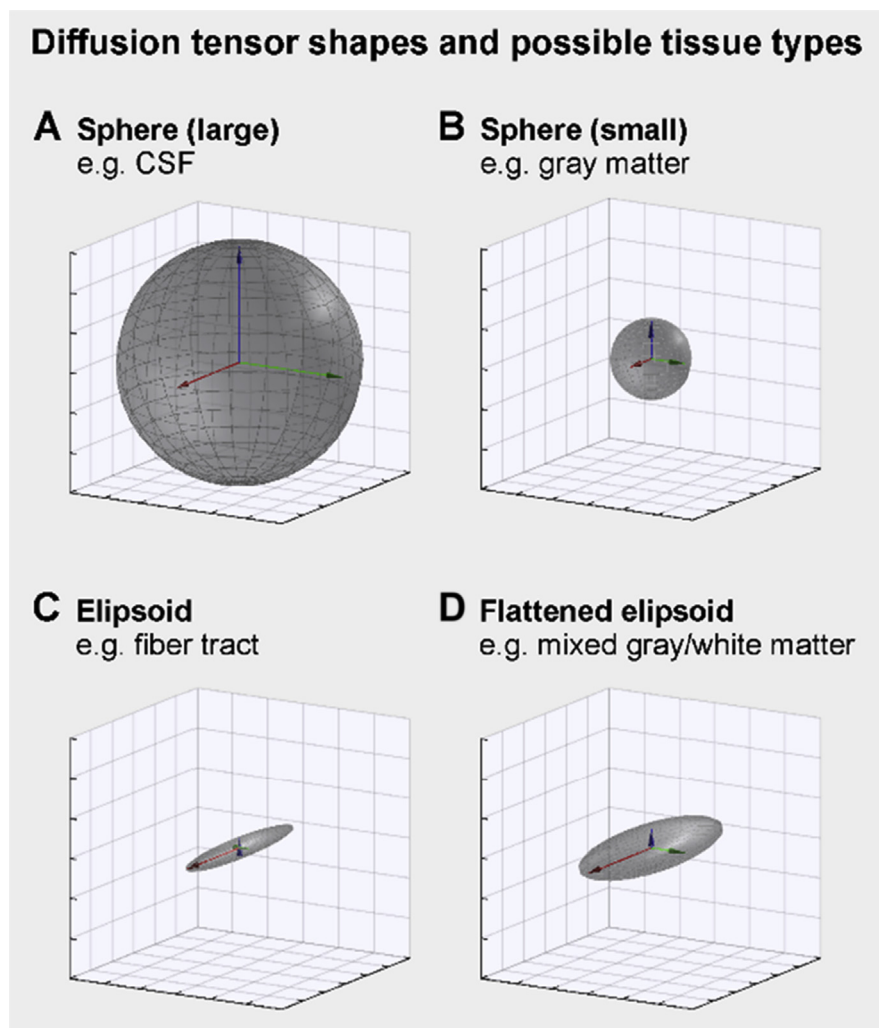 Diffusion tensor shapes and possible tissue types
A Sphere (large)
e.g. CSF
B Sphere (small)
e.g. gray matter
C Elipsoid
e.g. fiber tract
D Flattened elipsoid
e.g. mixed gray/white matter